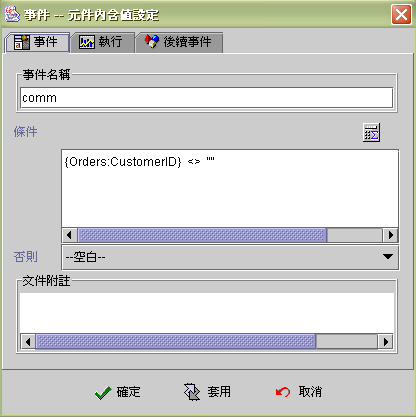 事件 -- 元件內含值設定
事件
執行
後續事件
事件名稱
comm
條件
{Orders:CustomerID} <> ""
否則
--空白--
文件附註
確定
套用
取消